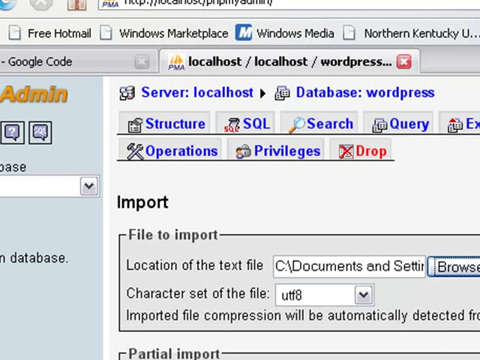 http://localhost/phpmyadmin/
Free Hotmail Windows Marketplace Windows Media Northern Kentucky U...
- Google Code localhost / localhost / wordpress...
PMA
Admin
Server: localhost Database: wordpress
Structure SQL Search Query Ex
base
Operations Privileges Drop
Import
File to import
n database.
Location of the text file C:\Documents and Settin Browse
Character set of the file: utf8
Imported file compression will be automatically detected fro
Partial import